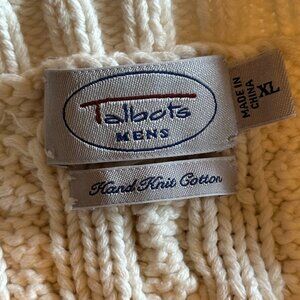 Talbots
MENS
MADE IN
CHINA
XL
Hand Knit Cotton